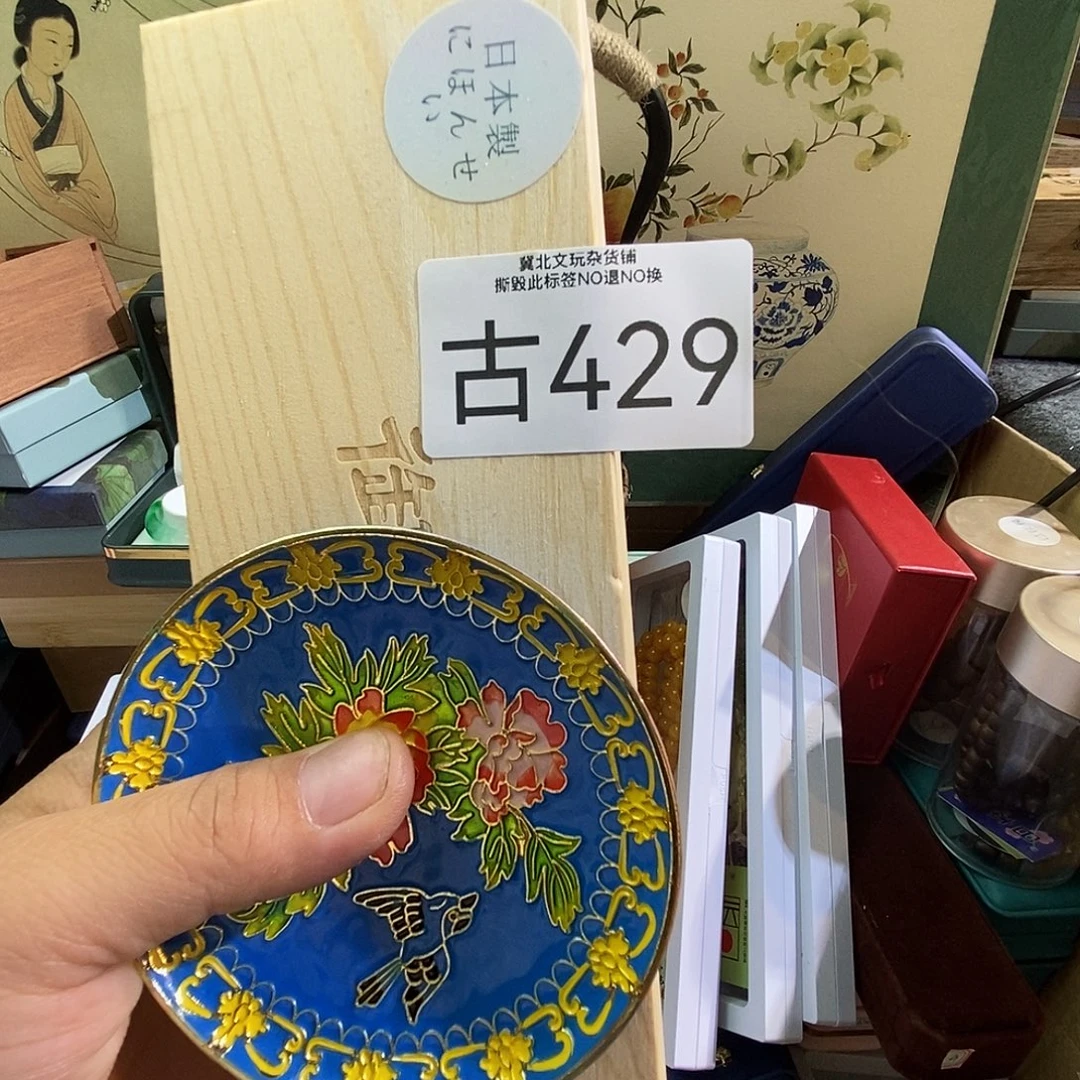 日本製
にほんせ
い
冀北文玩杂货铺
撕毁此标签NO退NO换
古429